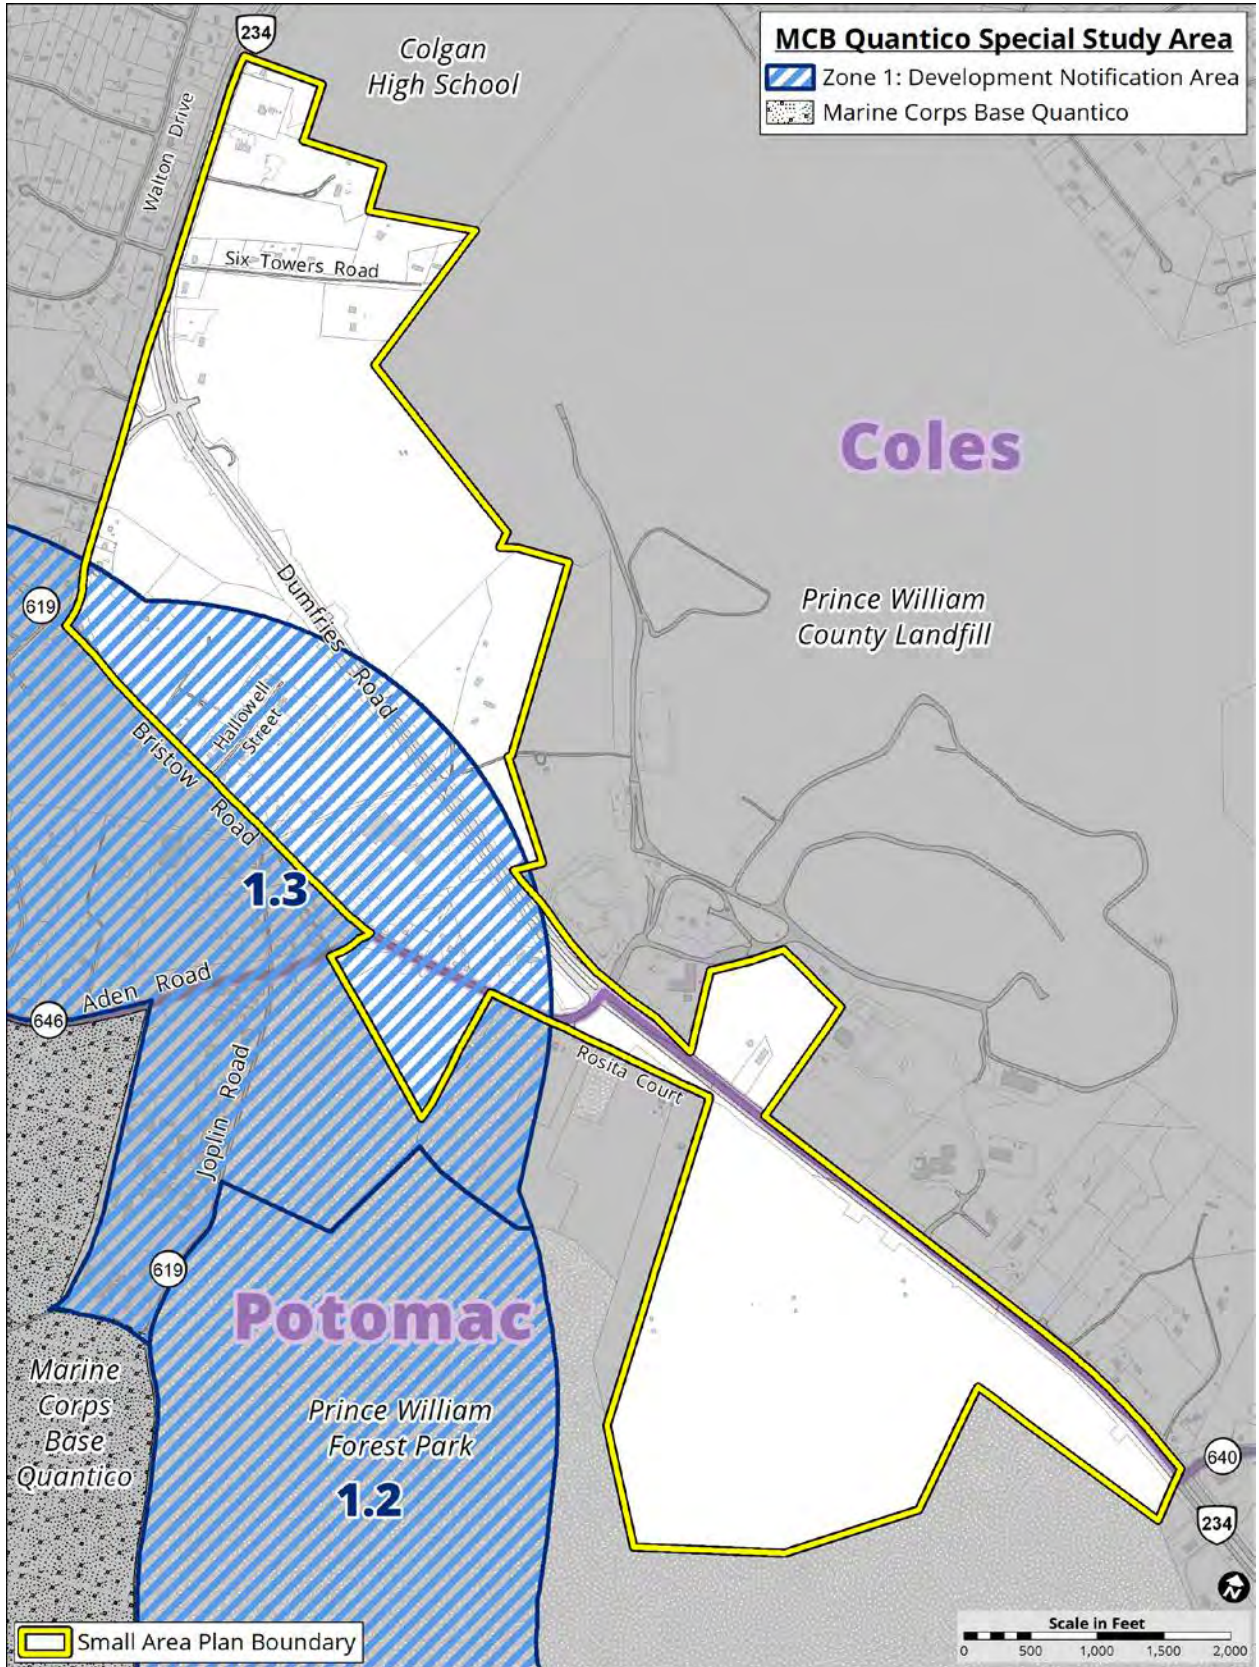 234
Colgan
High School
MCB Quantico Special Study Area
Zone 1: Development Notification Area
Marine Corps Base Quantico
Walton Drive
Six Towers Road
Coles
Dumfries Road
619
Prince William
County Landfill
Hallowell
Street
Bristow Road
1.3
Aden Road
646
Rosita Court
Joplin Road
619
Potomac
Marine
Corps
Base
Quantico
Prince William
Forest Park
1.2
640
234
N
Small Area Plan Boundary
Scale in Feet
0 500 1,000 1,500 2,000